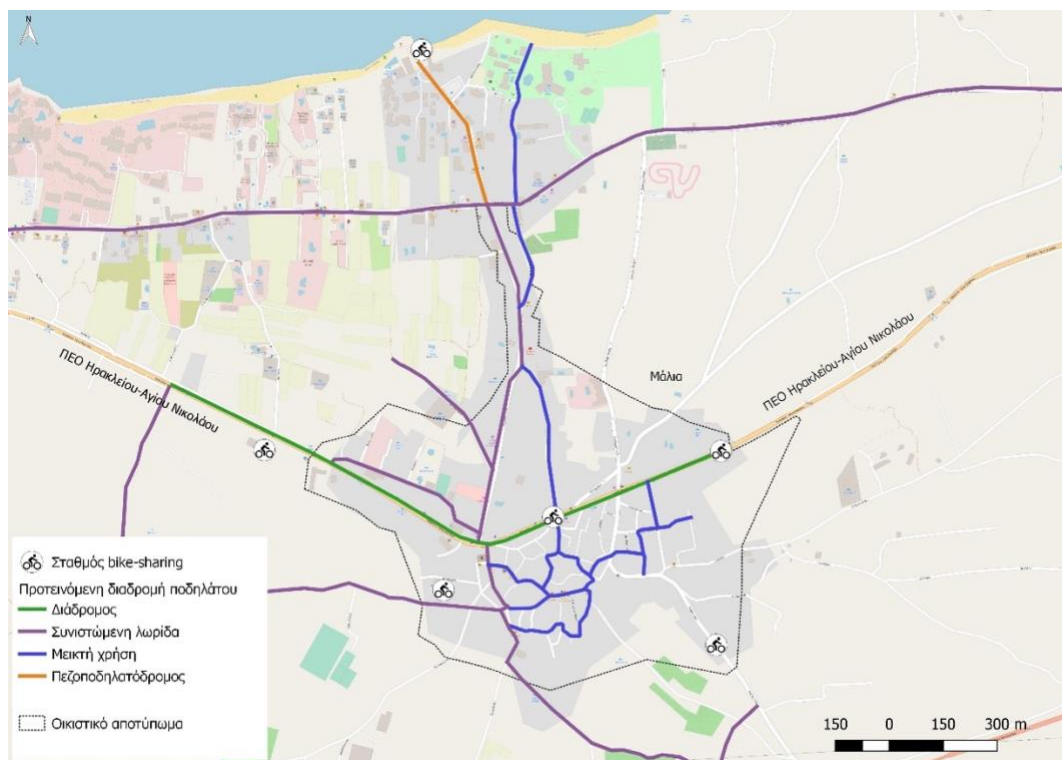 N
ΠΕΟ Ηρακλείου-Αγίου Νικολάου
Μάλια
ΠΕΟ Ηρακλείου-Αγίου Νικολάου
Σταθμός bike-sharing
Προτεινόμενη διαδρομή ποδηλάτου
Διάδρομος
Συνιστώμενη λωρίδα
Μεικτή χρήση
Πεζοποδηλατόδρομος
Οικιστικό αποτύπωμα
150 0 150 300 m